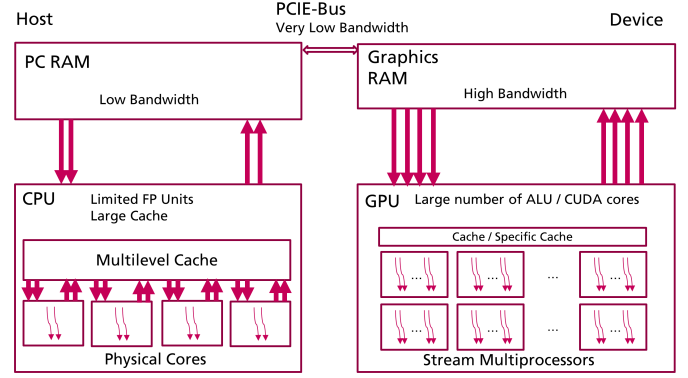 Host
PCIE-Bus
Very Low Bandwidth
Device
PC RAM
Low Bandwidth
Graphics
RAM
High Bandwidth
CPU
Limited FP Units
Large Cache
Multilevel Cache
Physical Cores
GPU
Large number of ALU / CUDA cores
Cache / Specific Cache
... ... ...
... ... ...
Stream Multiprocessors